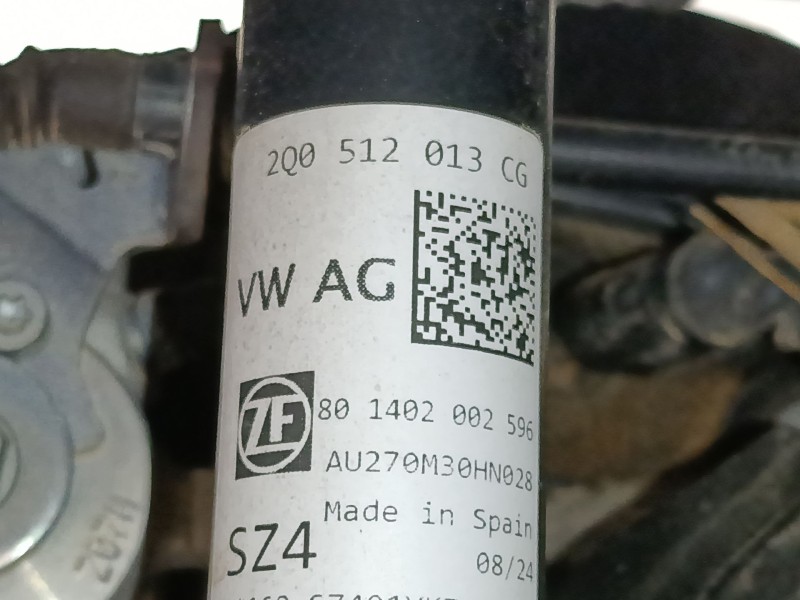 2Q0 512 013 CG
VW AG
ZF
80 1402 002 596
AU270M30HN028
Made in Spain
SZ4
08/24